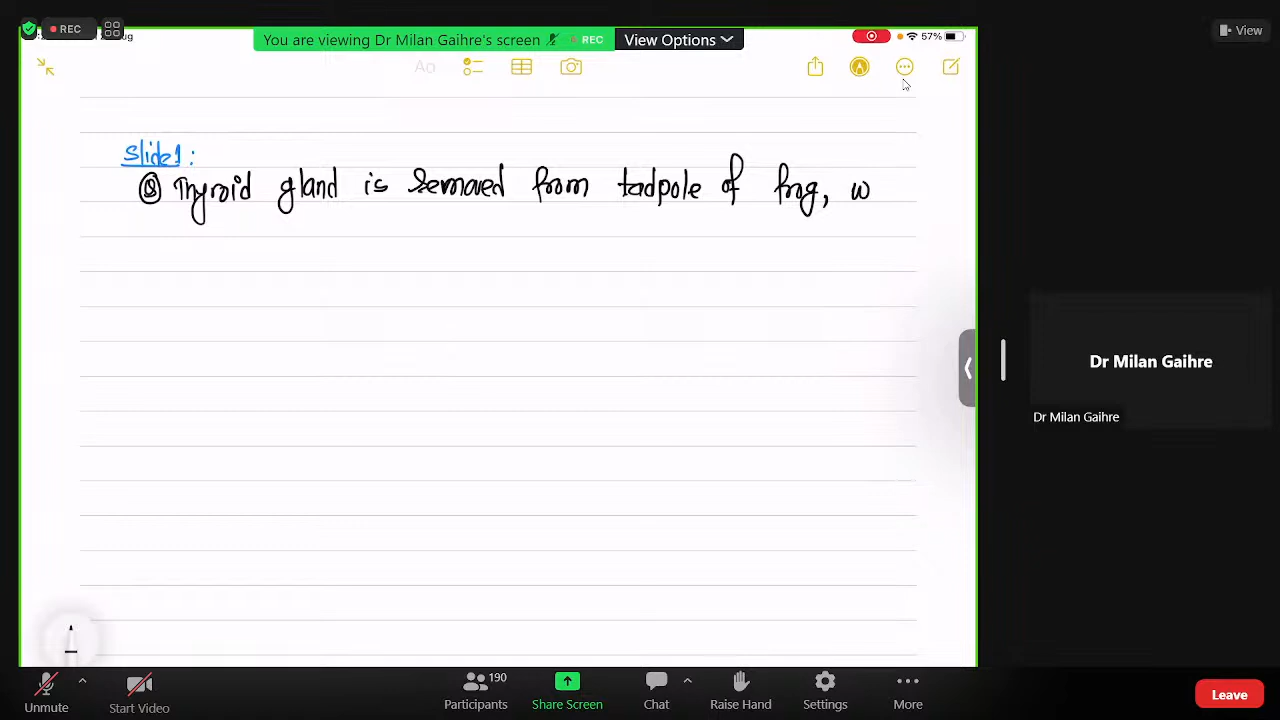 REC
You are viewing Dr Milan Gaihre's screen
REC
View Options
57%
View
Aa
Slide1:
Thyroid gland is removed from tadpole of frog, w
Dr Milan Gaihre
Dr Milan Gaihre
Unmute
Start Video
190
Participants
Share Screen
Chat
Raise Hand
Settings
More
Leave